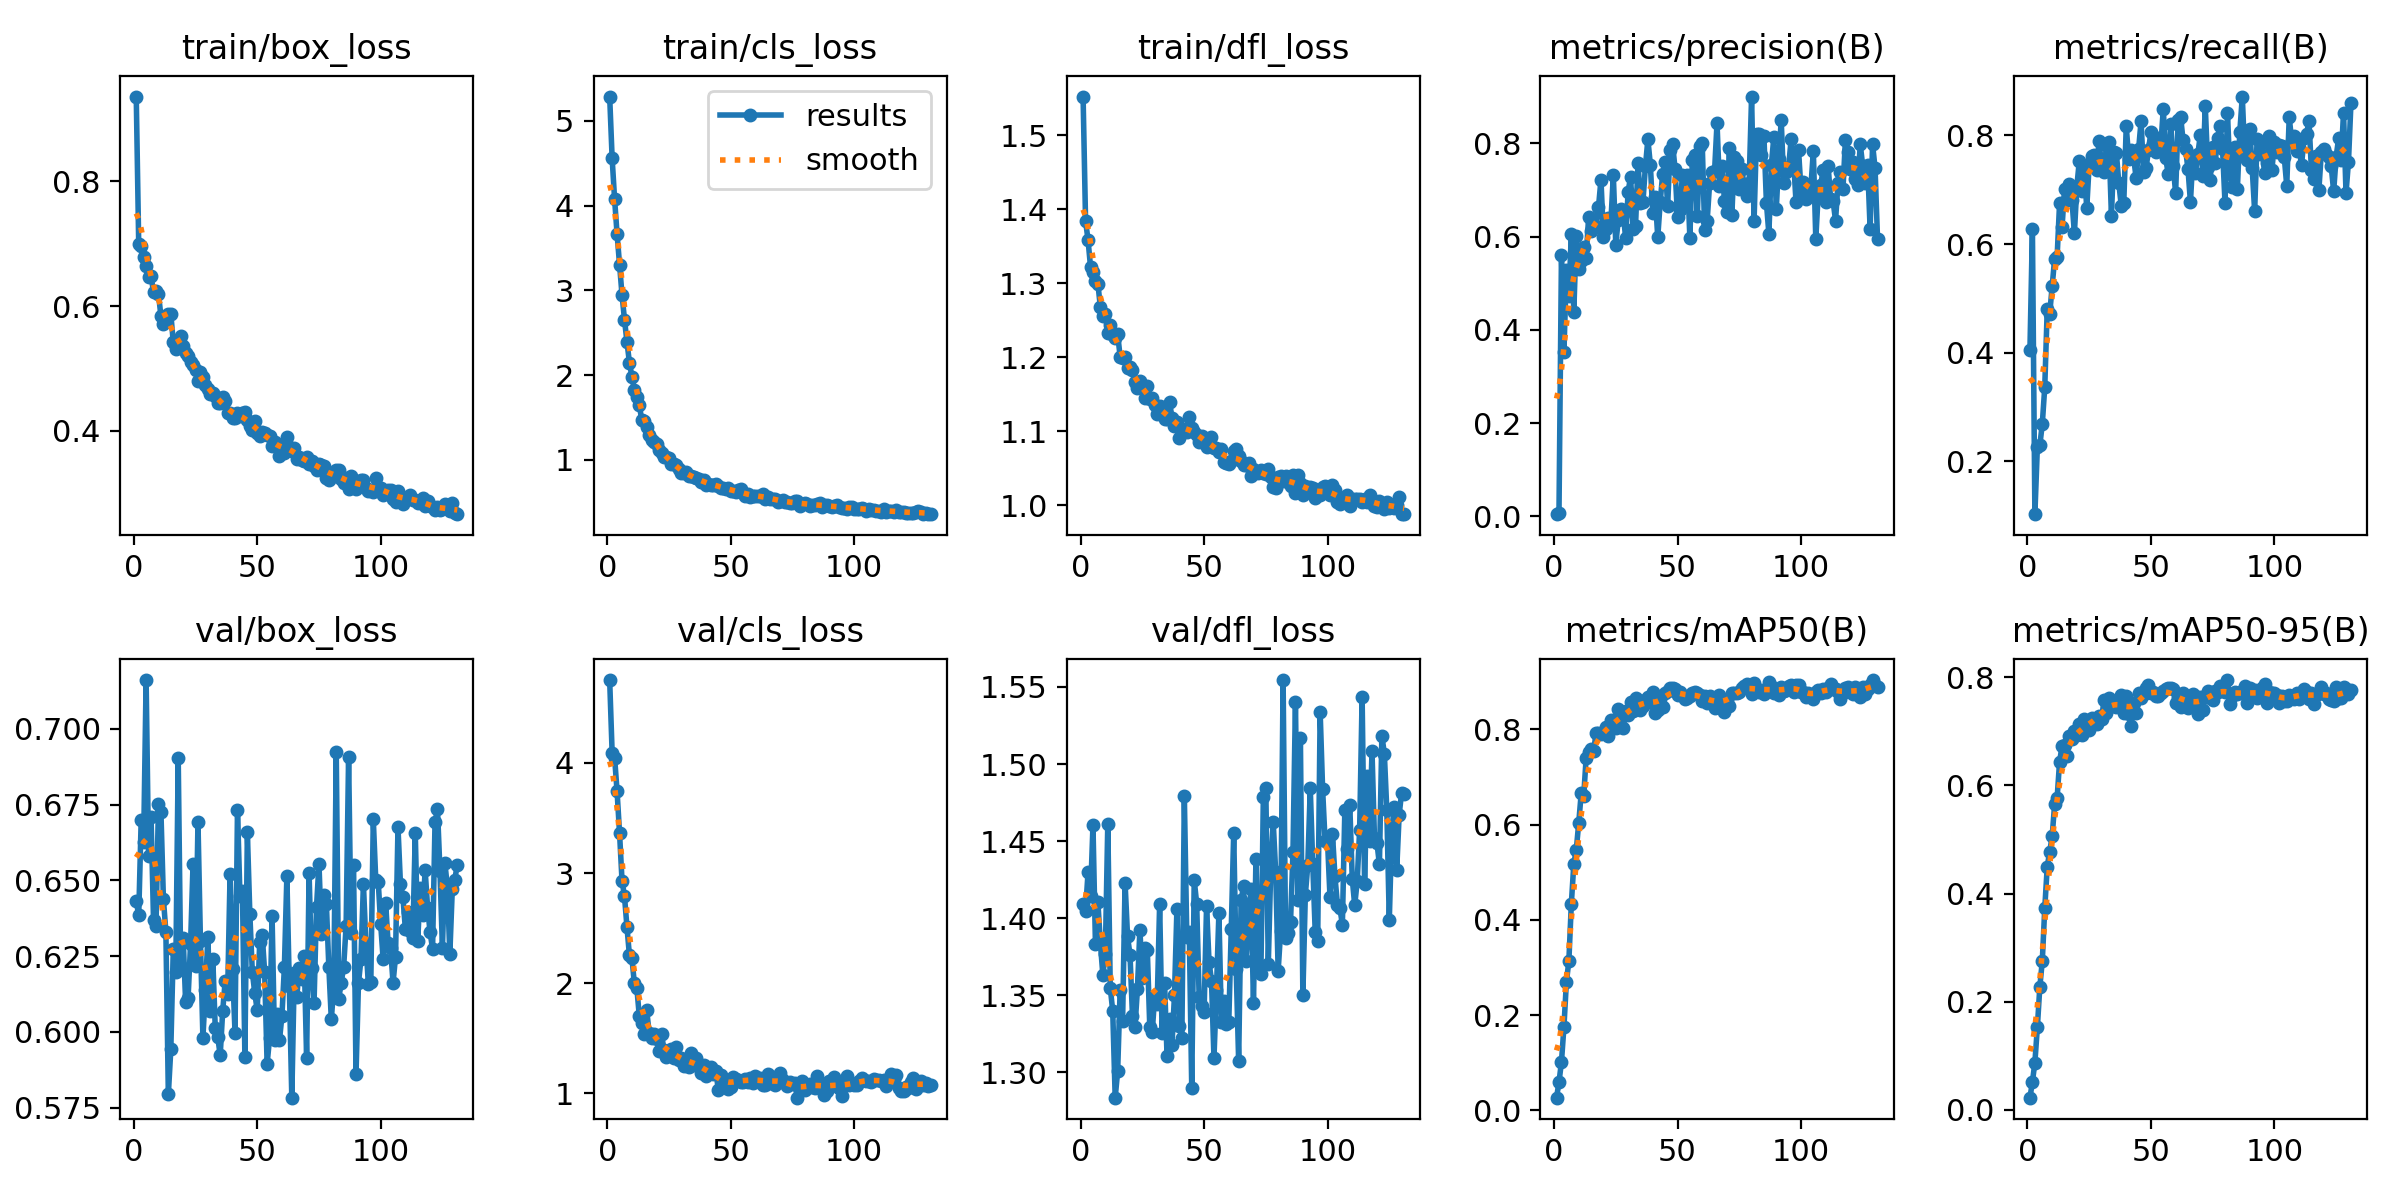 train/box_loss
0.8
0.6
0.4
0 50 100
train/cls_loss
results
smooth
5
4
3
2
1
0 50 100
train/dfl_loss
1.5
1.4
1.3
1.2
1.1
1.0
0 50 100
metrics/precision(B)
0.8
0.6
0.4
0.2
0.0
0 50 100
metrics/recall(B)
0.8
0.6
0.4
0.2
0 50 100
val/box_loss
0.700
0.675
0.650
0.625
0.600
0.575
0 50 100
val/cls_loss
4
3
2
1
0 50 100
val/dfl_loss
1.55
1.50
1.45
1.40
1.35
1.30
0 50 100
metrics/mAP50(B)
0.8
0.6
0.4
0.2
0.0
0 50 100
metrics/mAP50-95(B)
0.8
0.6
0.4
0.2
0.0
0 50 100